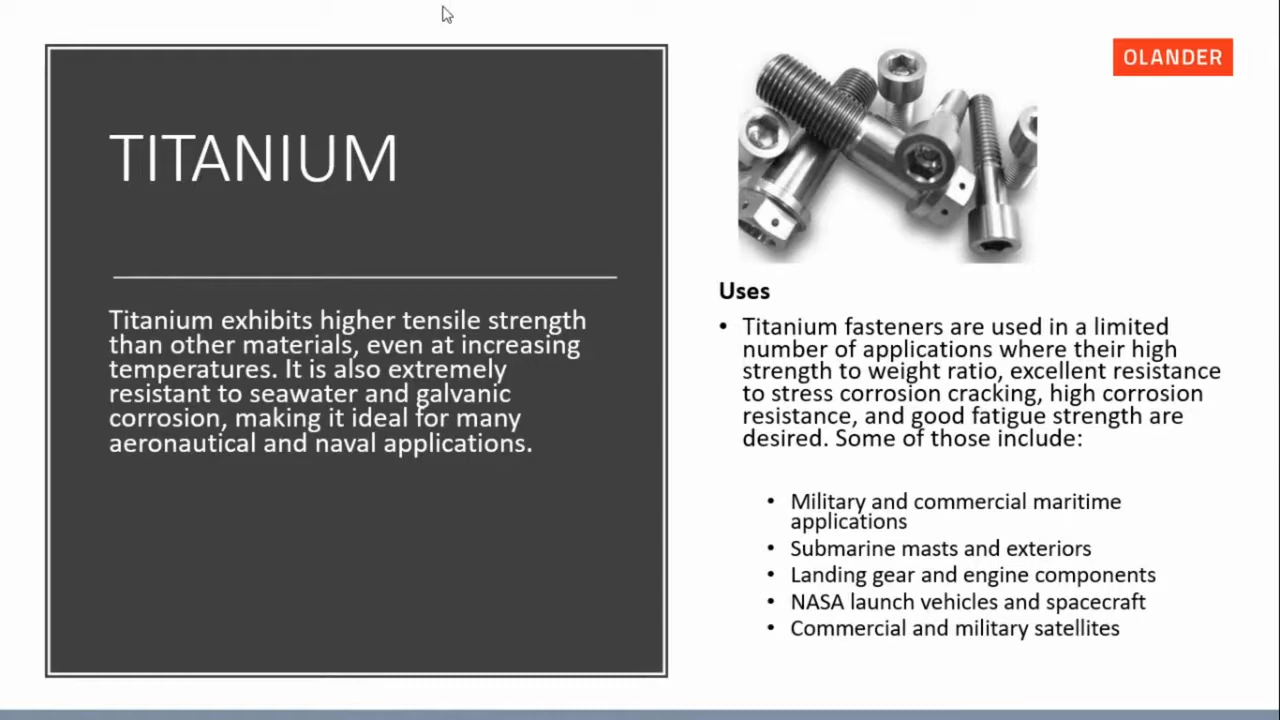 OLANDER
TITANIUM
Titanium exhibits higher tensile strength
than other materials, even at increasing
temperatures. It is also extremely
resistant to seawater and galvanic
corrosion, making it ideal for many
aeronautical and naval applications.
Uses
• Titanium fasteners are used in a limited
number of applications where their high
strength to weight ratio, excellent resistance
to stress corrosion cracking, high corrosion
resistance, and good fatigue strength are
desired. Some of those include:
• Military and commercial maritime
applications
• Submarine masts and exteriors
• Landing gear and engine components
• NASA launch vehicles and spacecraft
• Commercial and military satellites